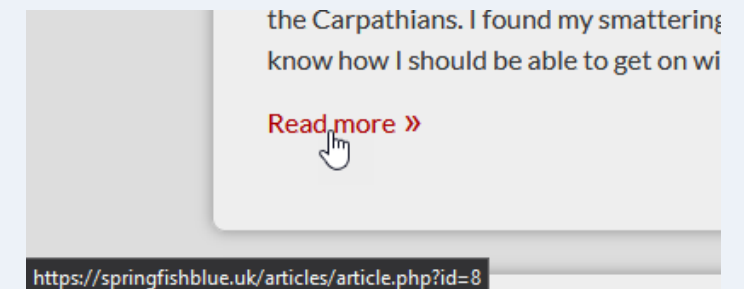 the Carpathians. I found my smattering
know how I should be able to get on wi
Read more »
https://springfishblue.uk/articles/article.php?id=8